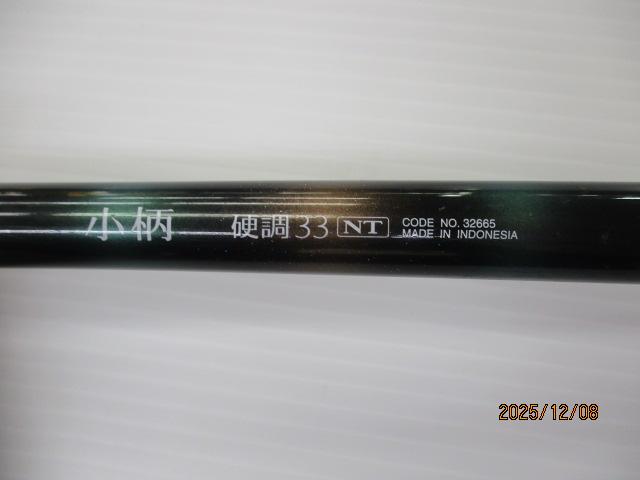 小柄 硬調33 NT CODE NO. 32665
MADE IN INDONESIA
2025/12/08